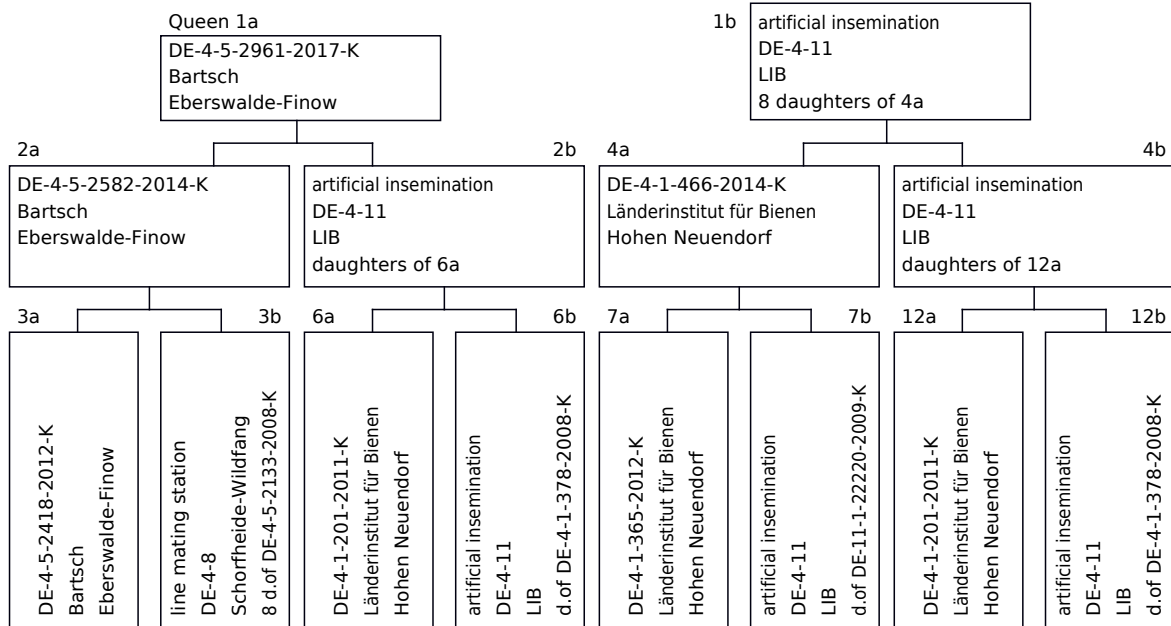 Queen 1a
DE-4-5-2961-2017-K
Bartsch
Eberswalde-Finow
1b
artificial insemination
DE-4-11
LIB
8 daughters of 4a
2a
DE-4-5-2582-2014-K
Bartsch
Eberswalde-Finow
2b
artificial insemination
DE-4-11
LIB
daughters of 6a
4a
DE-4-1-466-2014-K
Länderinstitut für Bienen
Hohen Neuendorf
4b
artificial insemination
DE-4-11
LIB
daughters of 12a
3a
DE-4-5-2418-2012-K
Bartsch
Eberswalde-Finow
3b
line mating station
DE-4-8
Schorfheide-Wildfang
8 d.of DE-4-5-2133-2008-K
6a
DE-4-1-201-2011-K
Länderinstitut für Bienen
Hohen Neuendorf
6b
artificial insemination
DE-4-11
LIB
d.of DE-4-1-378-2008-K
7a
DE-4-1-365-2012-K
Länderinstitut für Bienen
Hohen Neuendorf
7b
artificial insemination
DE-4-11
LIB
d.of DE-11-1-22220-2009-K
12a
DE-4-1-201-2011-K
Länderinstitut für Bienen
Hohen Neuendorf
12b
artificial insemination
DE-4-11
LIB
d.of DE-4-1-378-2008-K